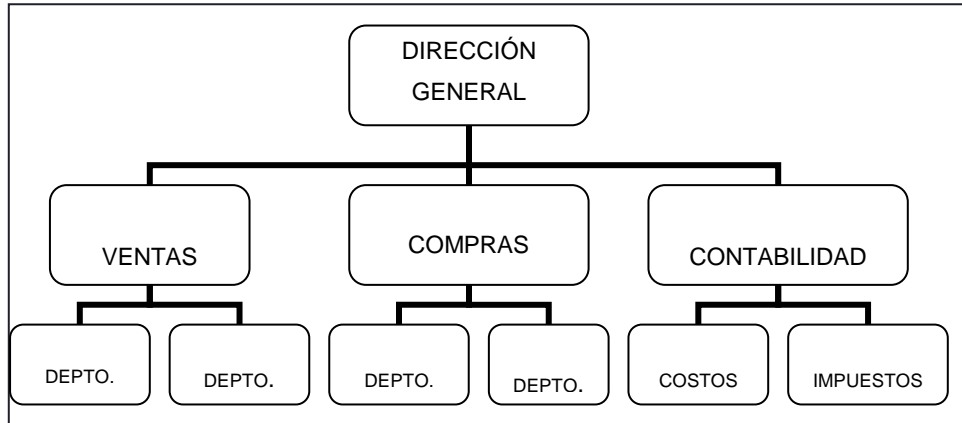 DIRECCIÓN
GENERAL
VENTAS
COMPRAS
CONTABILIDAD
DEPTO.
DEPTO.
DEPTO.
DEPTO.
COSTOS
IMPUESTOS